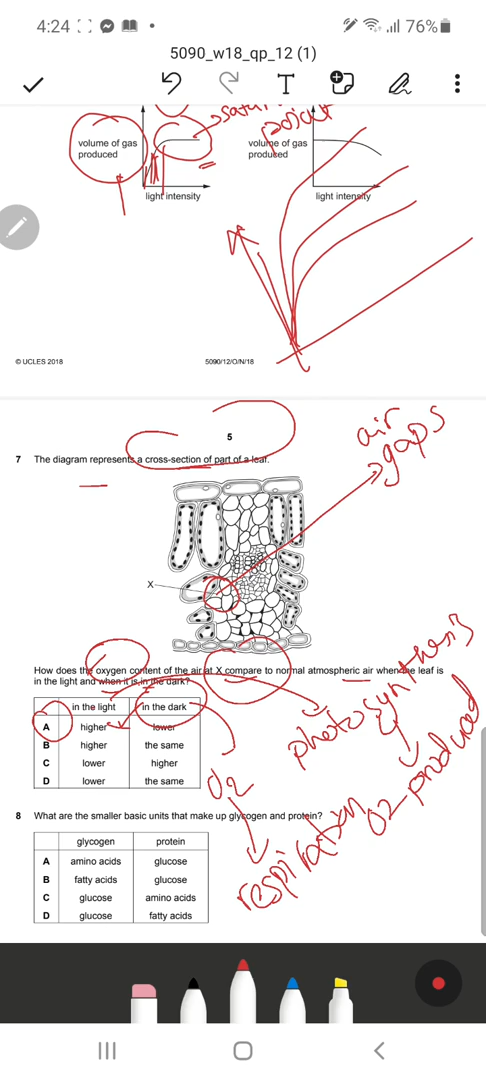 4:24 76%
5090_w18_qp_12 (1)
T
volume of gas
produced
light intensity
point
volume of gas
produced
light intensity
© UCLES 2018 5090/12/O/N/18
5
air
gaps
7 The diagram represents a cross-section of part of a leaf.
X
How does the oxygen content of the air at X compare to normal atmospheric air when the leaf is
in the light and when it is in the dark?
in the light in the dark
A higher lower
B higher the same
C lower higher
D lower the same
photosynthesis
O2 produced
O2
respiration
8 What are the smaller basic units that make up glycogen and protein?
glycogen protein
A amino acids glucose
B fatty acids glucose
C glucose amino acids
D glucose fatty acids